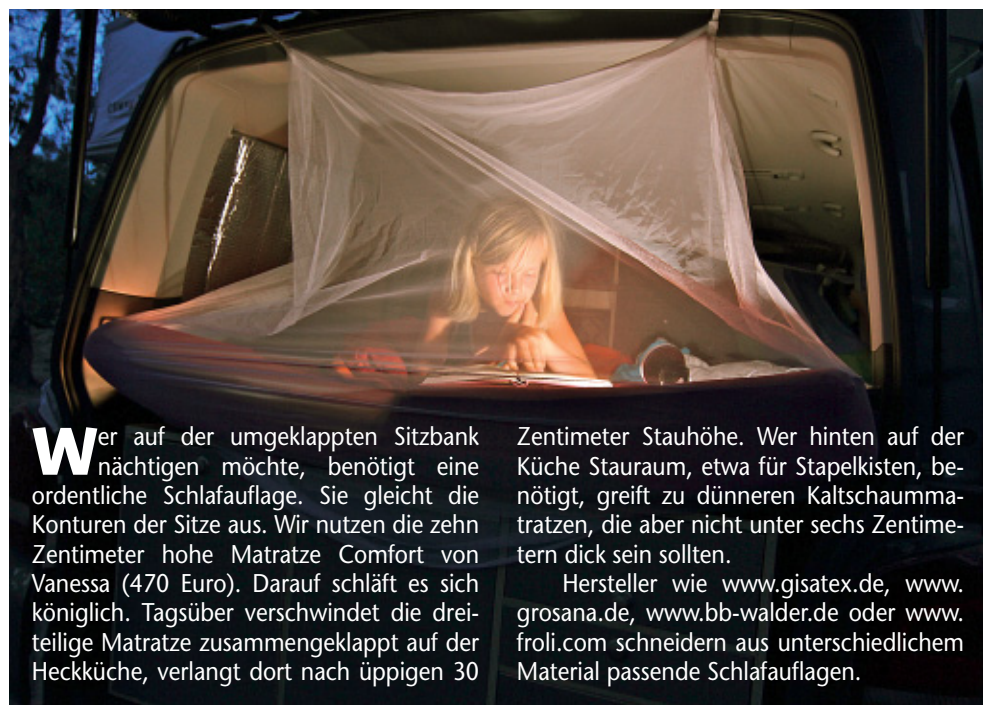 Wer auf der umgeklappten Sitzbank
nächtigen möchte, benötigt eine
ordentliche Schlafauflage. Sie gleicht die
Konturen der Sitze aus. Wir nutzen die zehn
Zentimeter hohe Matratze Comfort von
Vanessa (470 Euro). Darauf schläft es sich
königlich. Tagsüber verschwindet die drei-
teilige Matratze zusammengeklappt auf der
Heckküche, verlangt dort nach üppigen 30
Zentimeter Stauhöhe. Wer hinten auf der
Küche Stauraum, etwa für Stapelkisten, be-
nötigt, greift zu dünneren Kaltschaumma-
tratzen, die aber nicht unter sechs Zentime-
tern dick sein sollten.
Hersteller wie www.gisatex.de, www.
grosana.de, www.bb-walder.de oder www.
froli.com schneidern aus unterschiedlichem
Material passende Schlafauflagen.